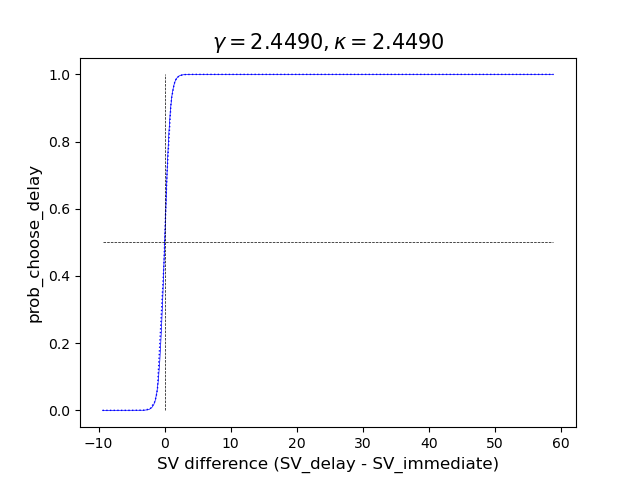 γ = 2.4490, κ = 2.4490
prob_choose_delay
1.0
0.8
0.6
0.4
0.2
0.0
−10 0 10 20 30 40 50 60
SV difference (SV_delay - SV_immediate)